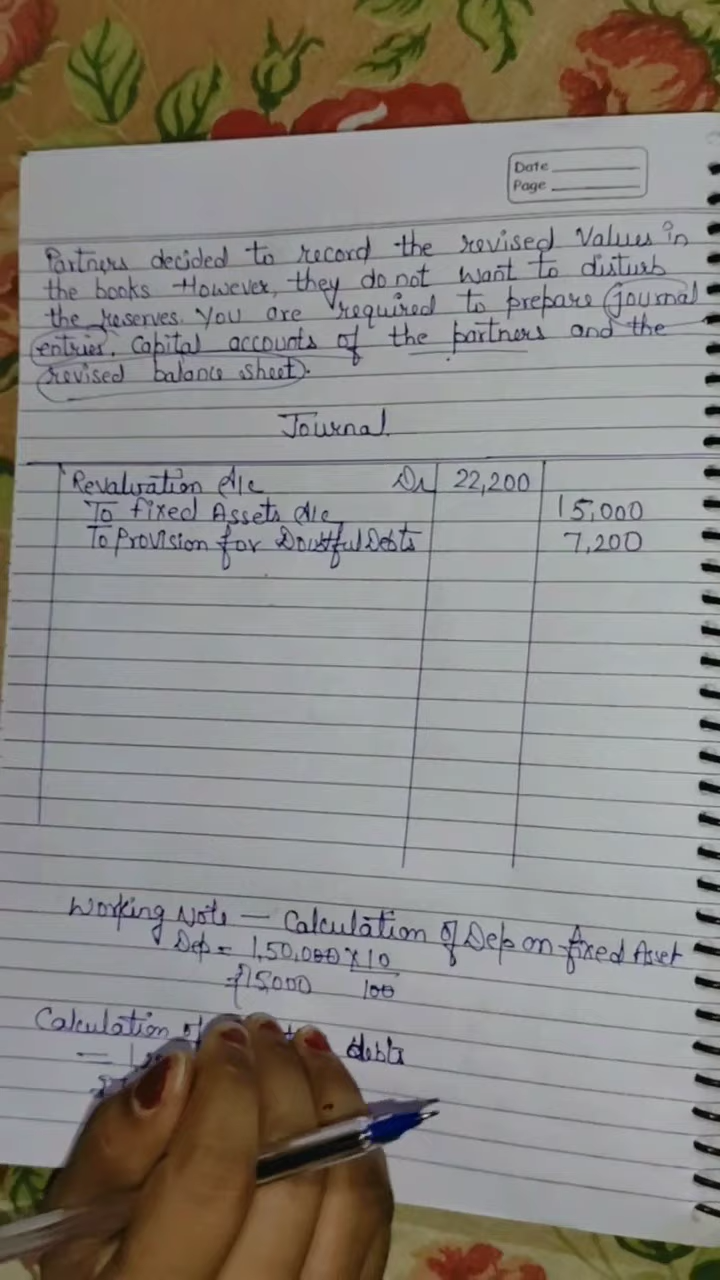 Date
Page
Partners decided to record the revised Values in
the books However, they do not want to disturb
the reserves. You are required to prepare journal
entries, Capital accounts of the partners and the
revised balance sheet.
Journal
Revaluation A/c Dr 22,200
To fixed Assets A/c 15,000
To Provision for Doubtful Debts 7,200
Working Note — Calculation of Dep on fixed Asset
Dep = 1,50,000 × 10
₹15,000 100
Calculation of debts